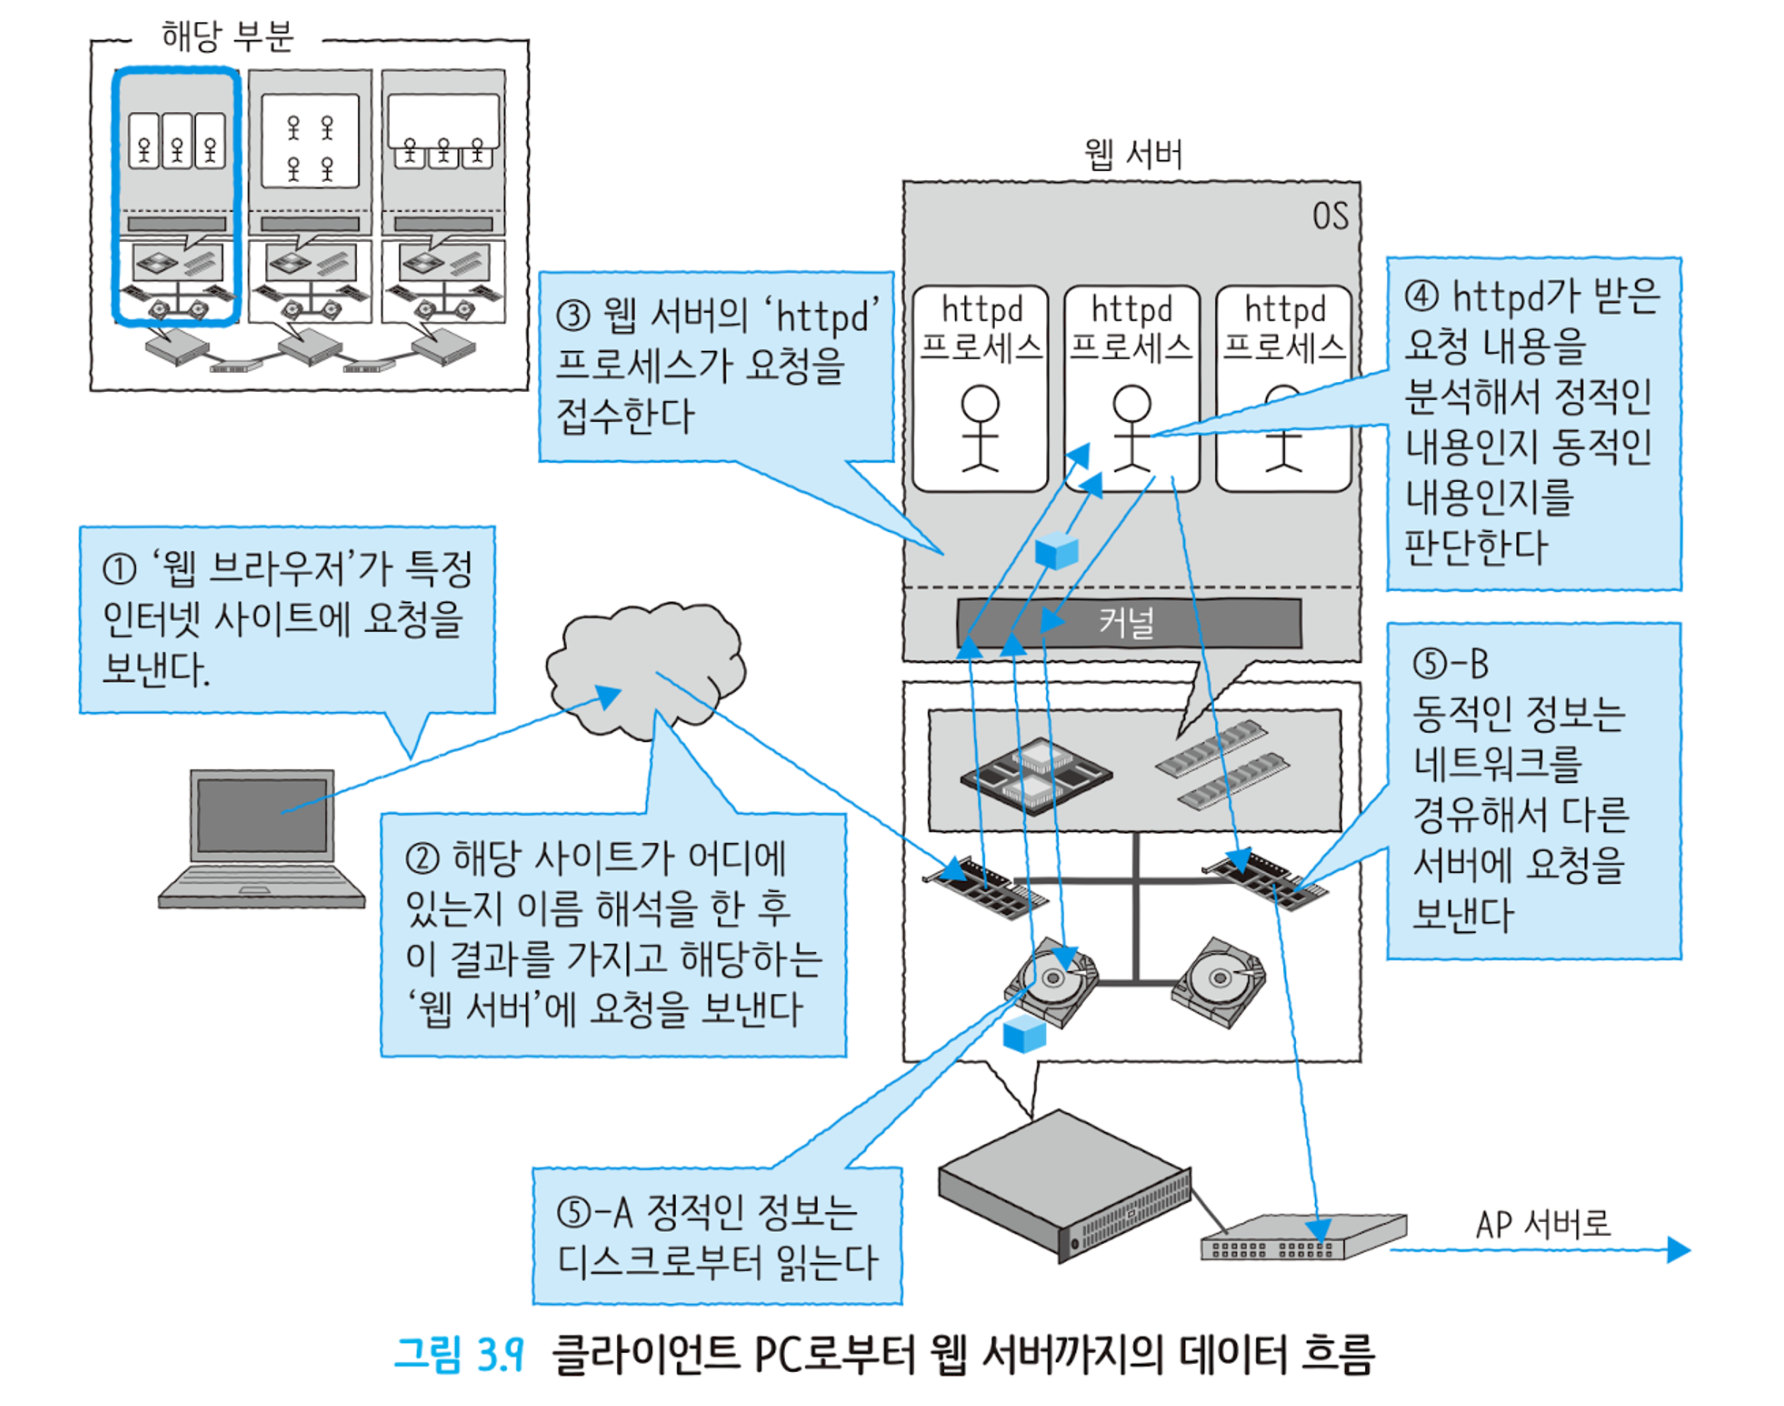 해당 부분
웹 서버
OS
httpd
프로세스
httpd
프로세스
httpd
프로세스
커널
① ‘웹 브라우저’가 특정
인터넷 사이트에 요청을
보낸다.
② 해당 사이트가 어디에
있는지 이름 해석을 한 후
이 결과를 가지고 해당하는
‘웹 서버’에 요청을 보낸다
③ 웹 서버의 ‘httpd’
프로세스가 요청을
접수한다
④ httpd가 받은
요청 내용을
분석해서 정적인
내용인지 동적인
내용인지를
판단한다
⑤-A 정적인 정보는
디스크로부터 읽는다
⑤-B
동적인 정보는
네트워크를
경유해서 다른
서버에 요청을
보낸다
AP 서버로
그림 3.9 클라이언트 PC로부터 웹 서버까지의 데이터 흐름